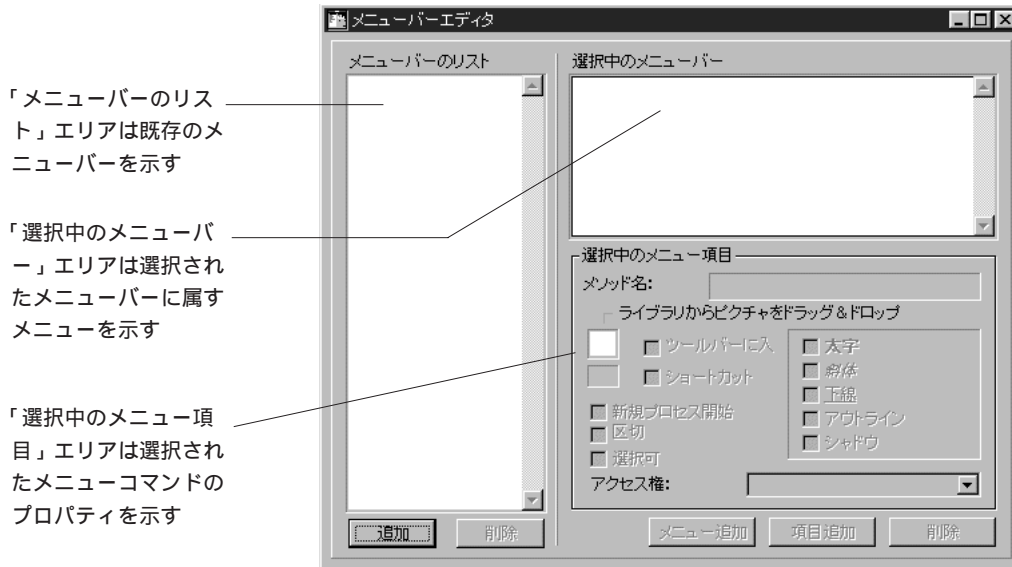 メニューバーエディタ
メニューバーのリスト
選択中のメニューバー
「メニューバーのリス
ト」エリアは既存のメ
ニューバーを示す
「選択中のメニューバ
ー」エリアは選択され
たメニューバーに属す
メニューを示す
「選択中のメニュー項
目」エリアは選択され
たメニューコマンドの
プロパティを示す
選択中のメニュー項目
メソッド名:
ライブラリからピクチャをドラッグ&ドロップ
ツールバーに入
ショートカット
新規プロセス開始
区切
選択可
太字
斜体
下線
アウトライン
シャドウ
アクセス権:
追加
削除
メニュー追加
項目追加
削除